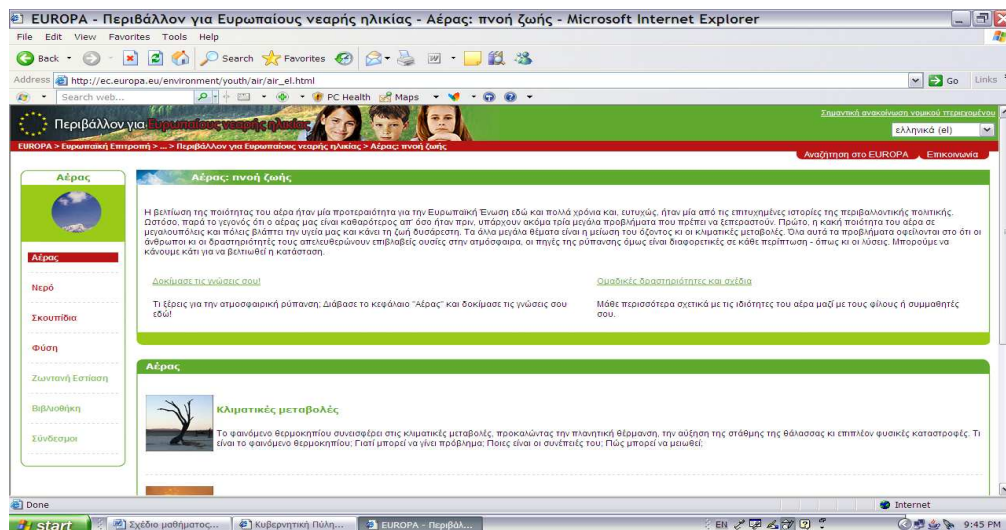 EUROPA - Περιβάλλον για Ευρωπαίους νεαρής ηλικίας - Αέρας: πνοή ζωής - Microsoft Internet Explorer
File Edit View Favorites Tools Help
Back Search Favorites
Address http://ec.europa.eu/environment/youth/air/air_el.html Go Links
Search web... PC Health Maps
Σημαντική ανακοίνωση νομικού περιεχομένου
Περιβάλλον για Ευρωπαίους νεαρής ηλικίας
ελληνικά (el)
EUROPA > Ευρωπαϊκή Επιτροπή > ... > Περιβάλλον για Ευρωπαίους νεαρής ηλικίας > Αέρας: πνοή ζωής
Αναζήτηση στο EUROPA Επικοινωνία
Αέρας
Αέρας
Νερό
Σκουπίδια
Φύση
Ζωντανή Εστίαση
Βιβλιοθήκη
Σύνδεσμοι
Αέρας: πνοή ζωής
Η βελτίωση της ποιότητας του αέρα ήταν μία προτεραιότητα για την Ευρωπαϊκή Ένωση εδώ και πολλά χρόνια και, ευτυχώς, ήταν μία από τις επιτυχημένες ιστορίες της περιβαλλοντικής πολιτικής.
Ωστόσο, παρά το γεγονός ότι ο αέρας μας είναι καθαρότερος απ' όσο ήταν πριν, υπάρχουν ακόμα τρία μεγάλα προβλήματα που πρέπει να ξεπεραστούν. Πρώτο, η κακή ποιότητα του αέρα σε
μεγαλουπόλεις και πόλεις βλάπτει την υγεία μας και κάνει τη ζωή δυσάρεστη. Τα άλλα μεγάλα θέματα είναι η μείωση του όζοντος κι οι κλιματικές μεταβολές. Όλα αυτά τα προβλήματα οφείλονται στο ότι οι
άνθρωποι κι οι δραστηριότητές τους απελευθερώνουν επιβλαβείς ουσίες στην ατμόσφαιρα, οι πηγές της ρύπανσης όμως είναι διαφορετικές σε κάθε περίπτωση - όπως κι οι λύσεις. Μπορούμε να
κάνουμε κάτι για να βελτιωθεί η κατάσταση.
Δοκίμασε τις γνώσεις σου!
Τι ξέρεις για την ατμοσφαιρική ρύπανση; Διάβασε το κεφάλαιο "Αέρας" και δοκίμασε τις γνώσεις σου
εδώ!
Ομαδικές δραστηριότητες και σχέδια
Μάθε περισσότερα σχετικά με τις ιδιότητες του αέρα μαζί με τους φίλους ή συμμαθητές
σου.
Αέρας
Κλιματικές μεταβολές
Το φαινόμενο θερμοκηπίου συνεισφέρει στις κλιματικές μεταβολές, προκαλώντας την πλανητική θέρμανση, την αύξηση της στάθμης της θάλασσας κι επιπλέον φυσικές καταστροφές. Τι
είναι το φαινόμενο θερμοκηπίου; Γιατί μπορεί να γίνει πρόβλημα; Ποιες είναι οι συνέπειές του; Πώς μπορεί να μειωθεί;
Done Internet
start Σχέδιο μαθήματος... Κυβερνητική Πύλη... EUROPA - Περιβάλ... EN 9:45 PM